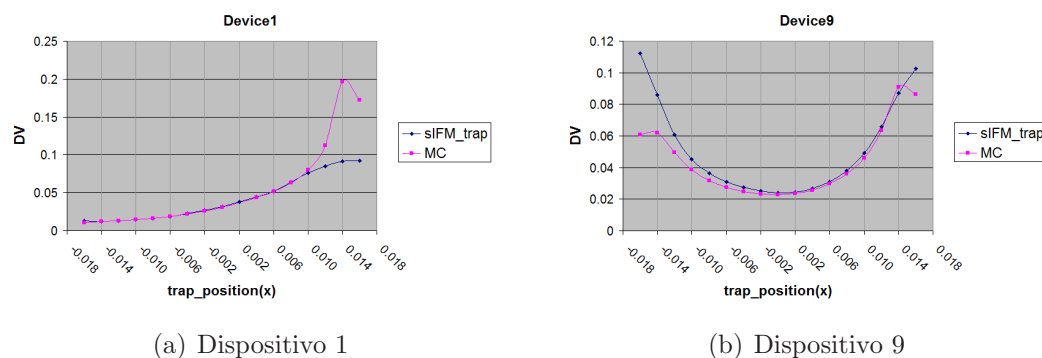 Device1
0.25
0.2
0.15
0.1
0.05
0
DV
-0.018
-0.014
-0.010
-0.006
-0.002
0.002
0.006
0.010
0.014
0.018
trap_position(x)
sIFM_trap
MC
(a) Dispositivo 1
Device9
0.12
0.1
0.08
0.06
0.04
0.02
0
DV
-0.018
-0.014
-0.010
-0.006
-0.002
0.002
0.006
0.010
0.014
0.018
trap_position(x)
sIFM_trap
MC
(b) Dispositivo 9